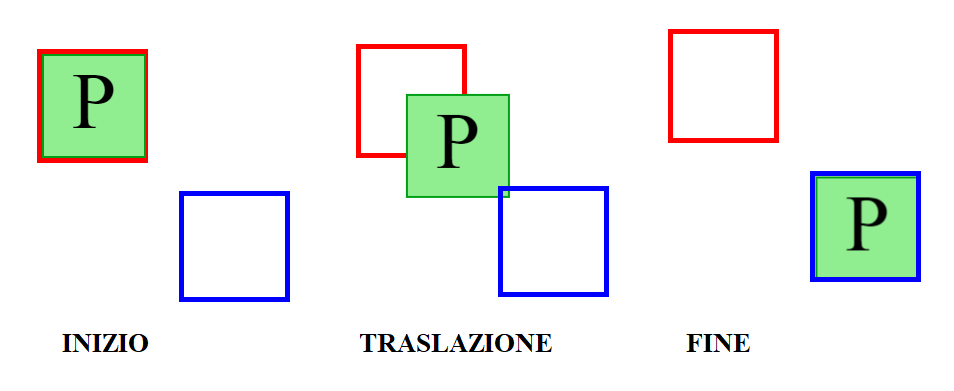 P
P
P
INIZIO
TRASLAZIONE
FINE